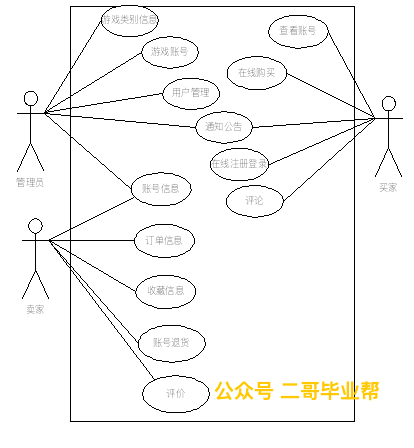 游戏类别信息
查看账号
游戏账号
在线购买
用户管理
通知公告
在线注册登录
管理员
账号信息
买家
评论
订单信息
收藏信息
卖家
账号退货
评价
公众号 二哥毕业帮